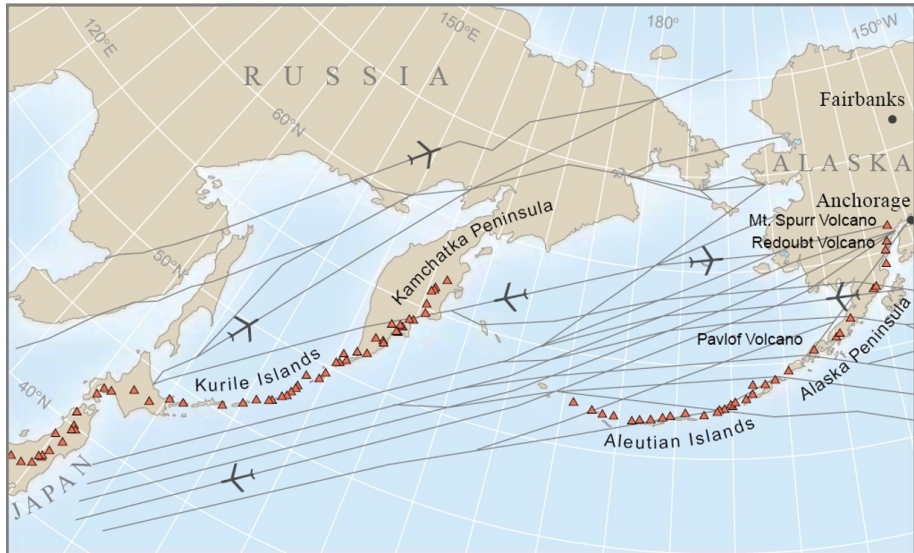 120°E
150°E
180°
150°W
RUSSIA
Fairbanks
60°N
ALASKA
Anchorage
Mt. Spurr Volcano
Redoubt Volcano
Kamchatka Peninsula
50°N
Pavlof Volcano
Alaska Peninsula
Kurile Islands
40°N
Aleutian Islands
JAPAN